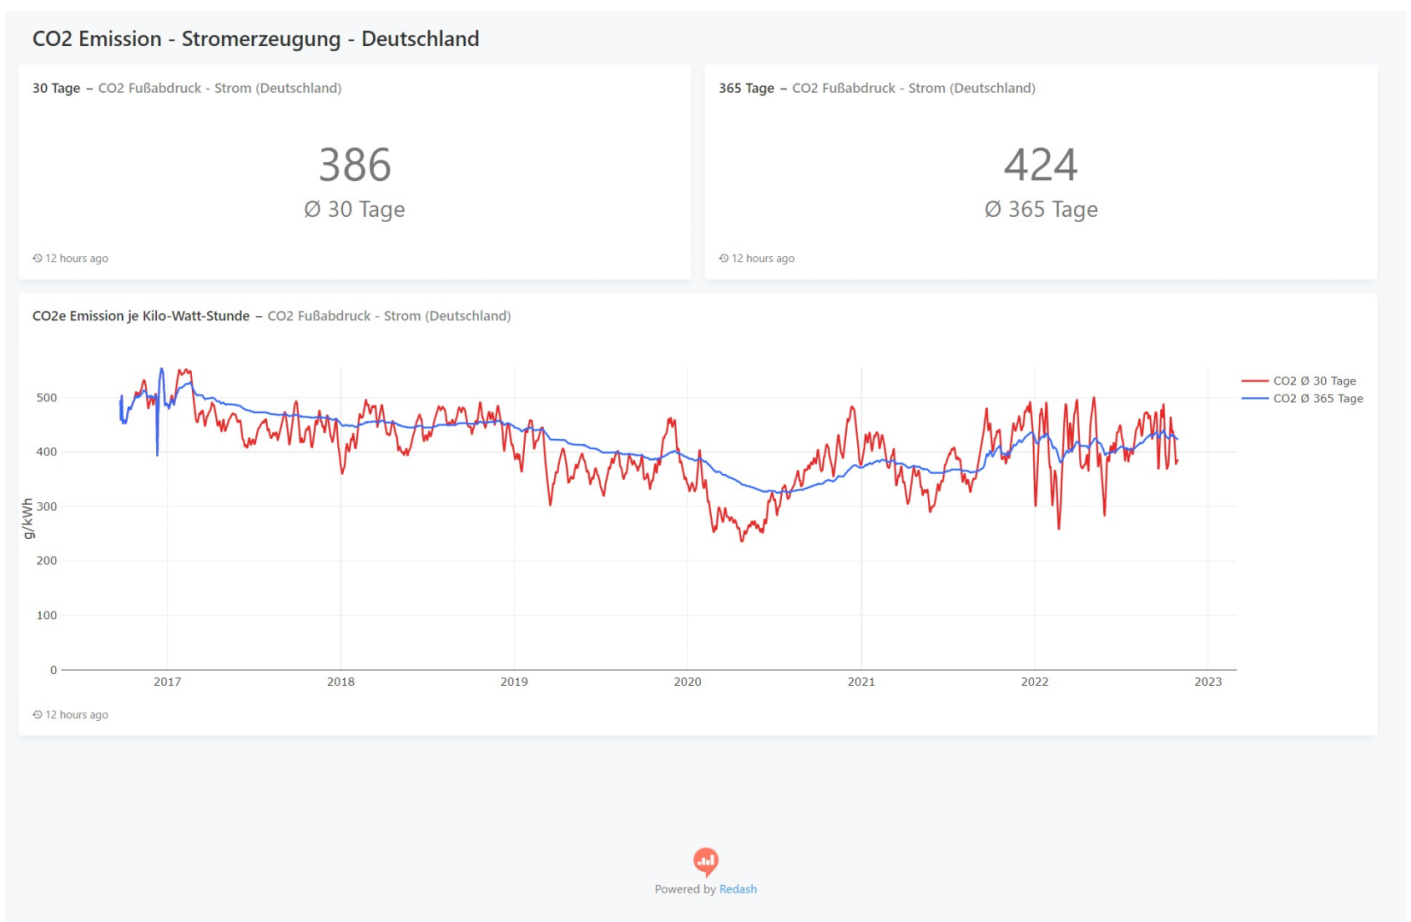 CO2 Emission - Stromerzeugung - Deutschland
30 Tage – CO2 Fußabdruck - Strom (Deutschland)
386
Ø 30 Tage
12 hours ago
365 Tage – CO2 Fußabdruck - Strom (Deutschland)
424
Ø 365 Tage
12 hours ago
CO2e Emission je Kilo-Watt-Stunde – CO2 Fußabdruck - Strom (Deutschland)
CO2 Ø 30 Tage
CO2 Ø 365 Tage
g/kWh
500
400
300
200
100
0
2017 2018 2019 2020 2021 2022 2023
12 hours ago
Powered by Redash